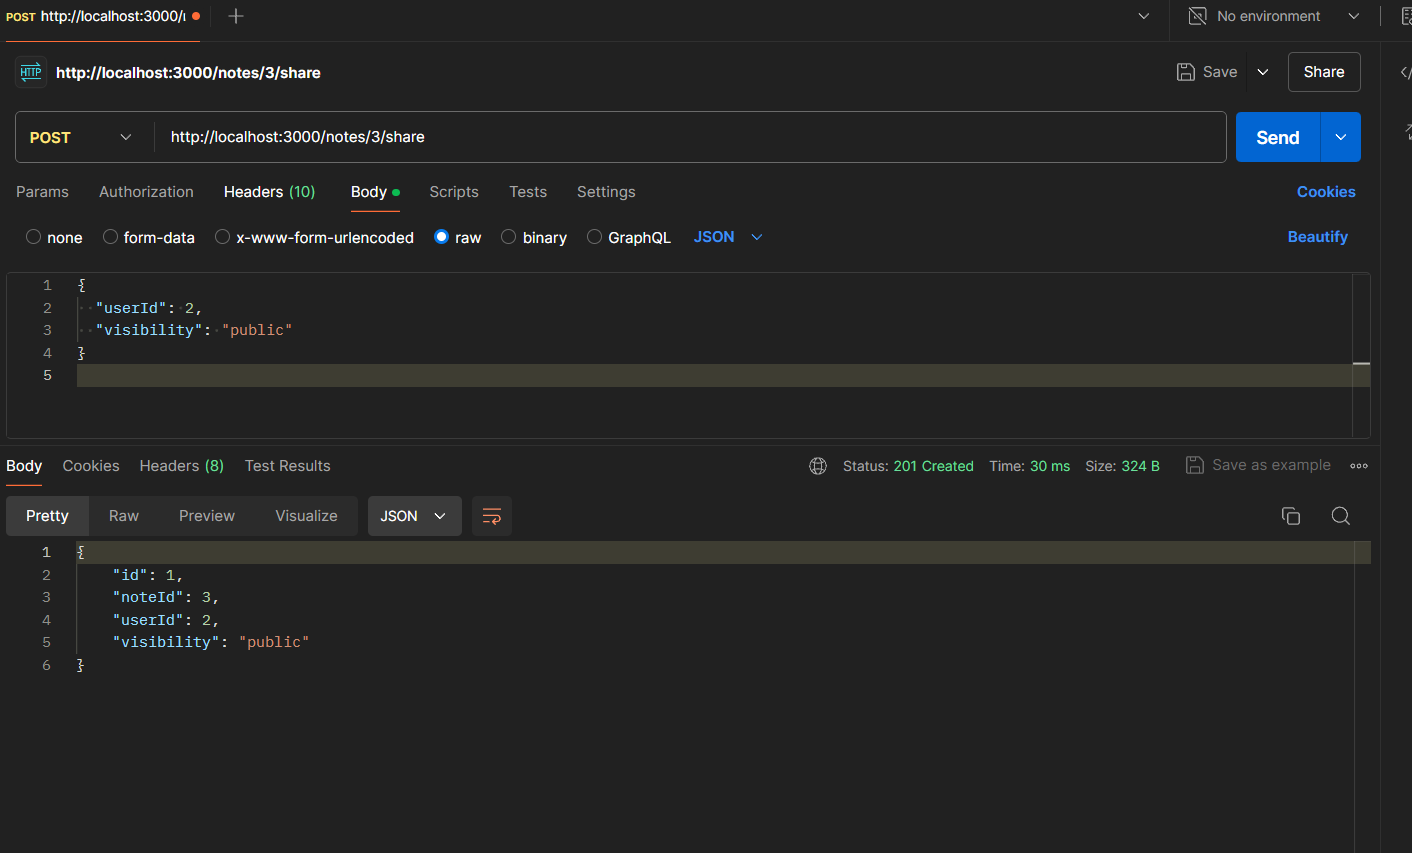 POST http://localhost:3000/
No environment
HTTP http://localhost:3000/notes/3/share
Save
Share
POST
http://localhost:3000/notes/3/share
Send
Params Authorization Headers (10) Body Scripts Tests Settings
Cookies
none form-data x-www-form-urlencoded raw binary GraphQL JSON
Beautify
1 {
2 "userId": 2,
3 "visibility": "public"
4 }
5
Body Cookies Headers (8) Test Results
Status: 201 Created Time: 30 ms Size: 324 B
Save as example
Pretty Raw Preview Visualize JSON
1 {
2 "id": 1,
3 "noteId": 3,
4 "userId": 2,
5 "visibility": "public"
6 }